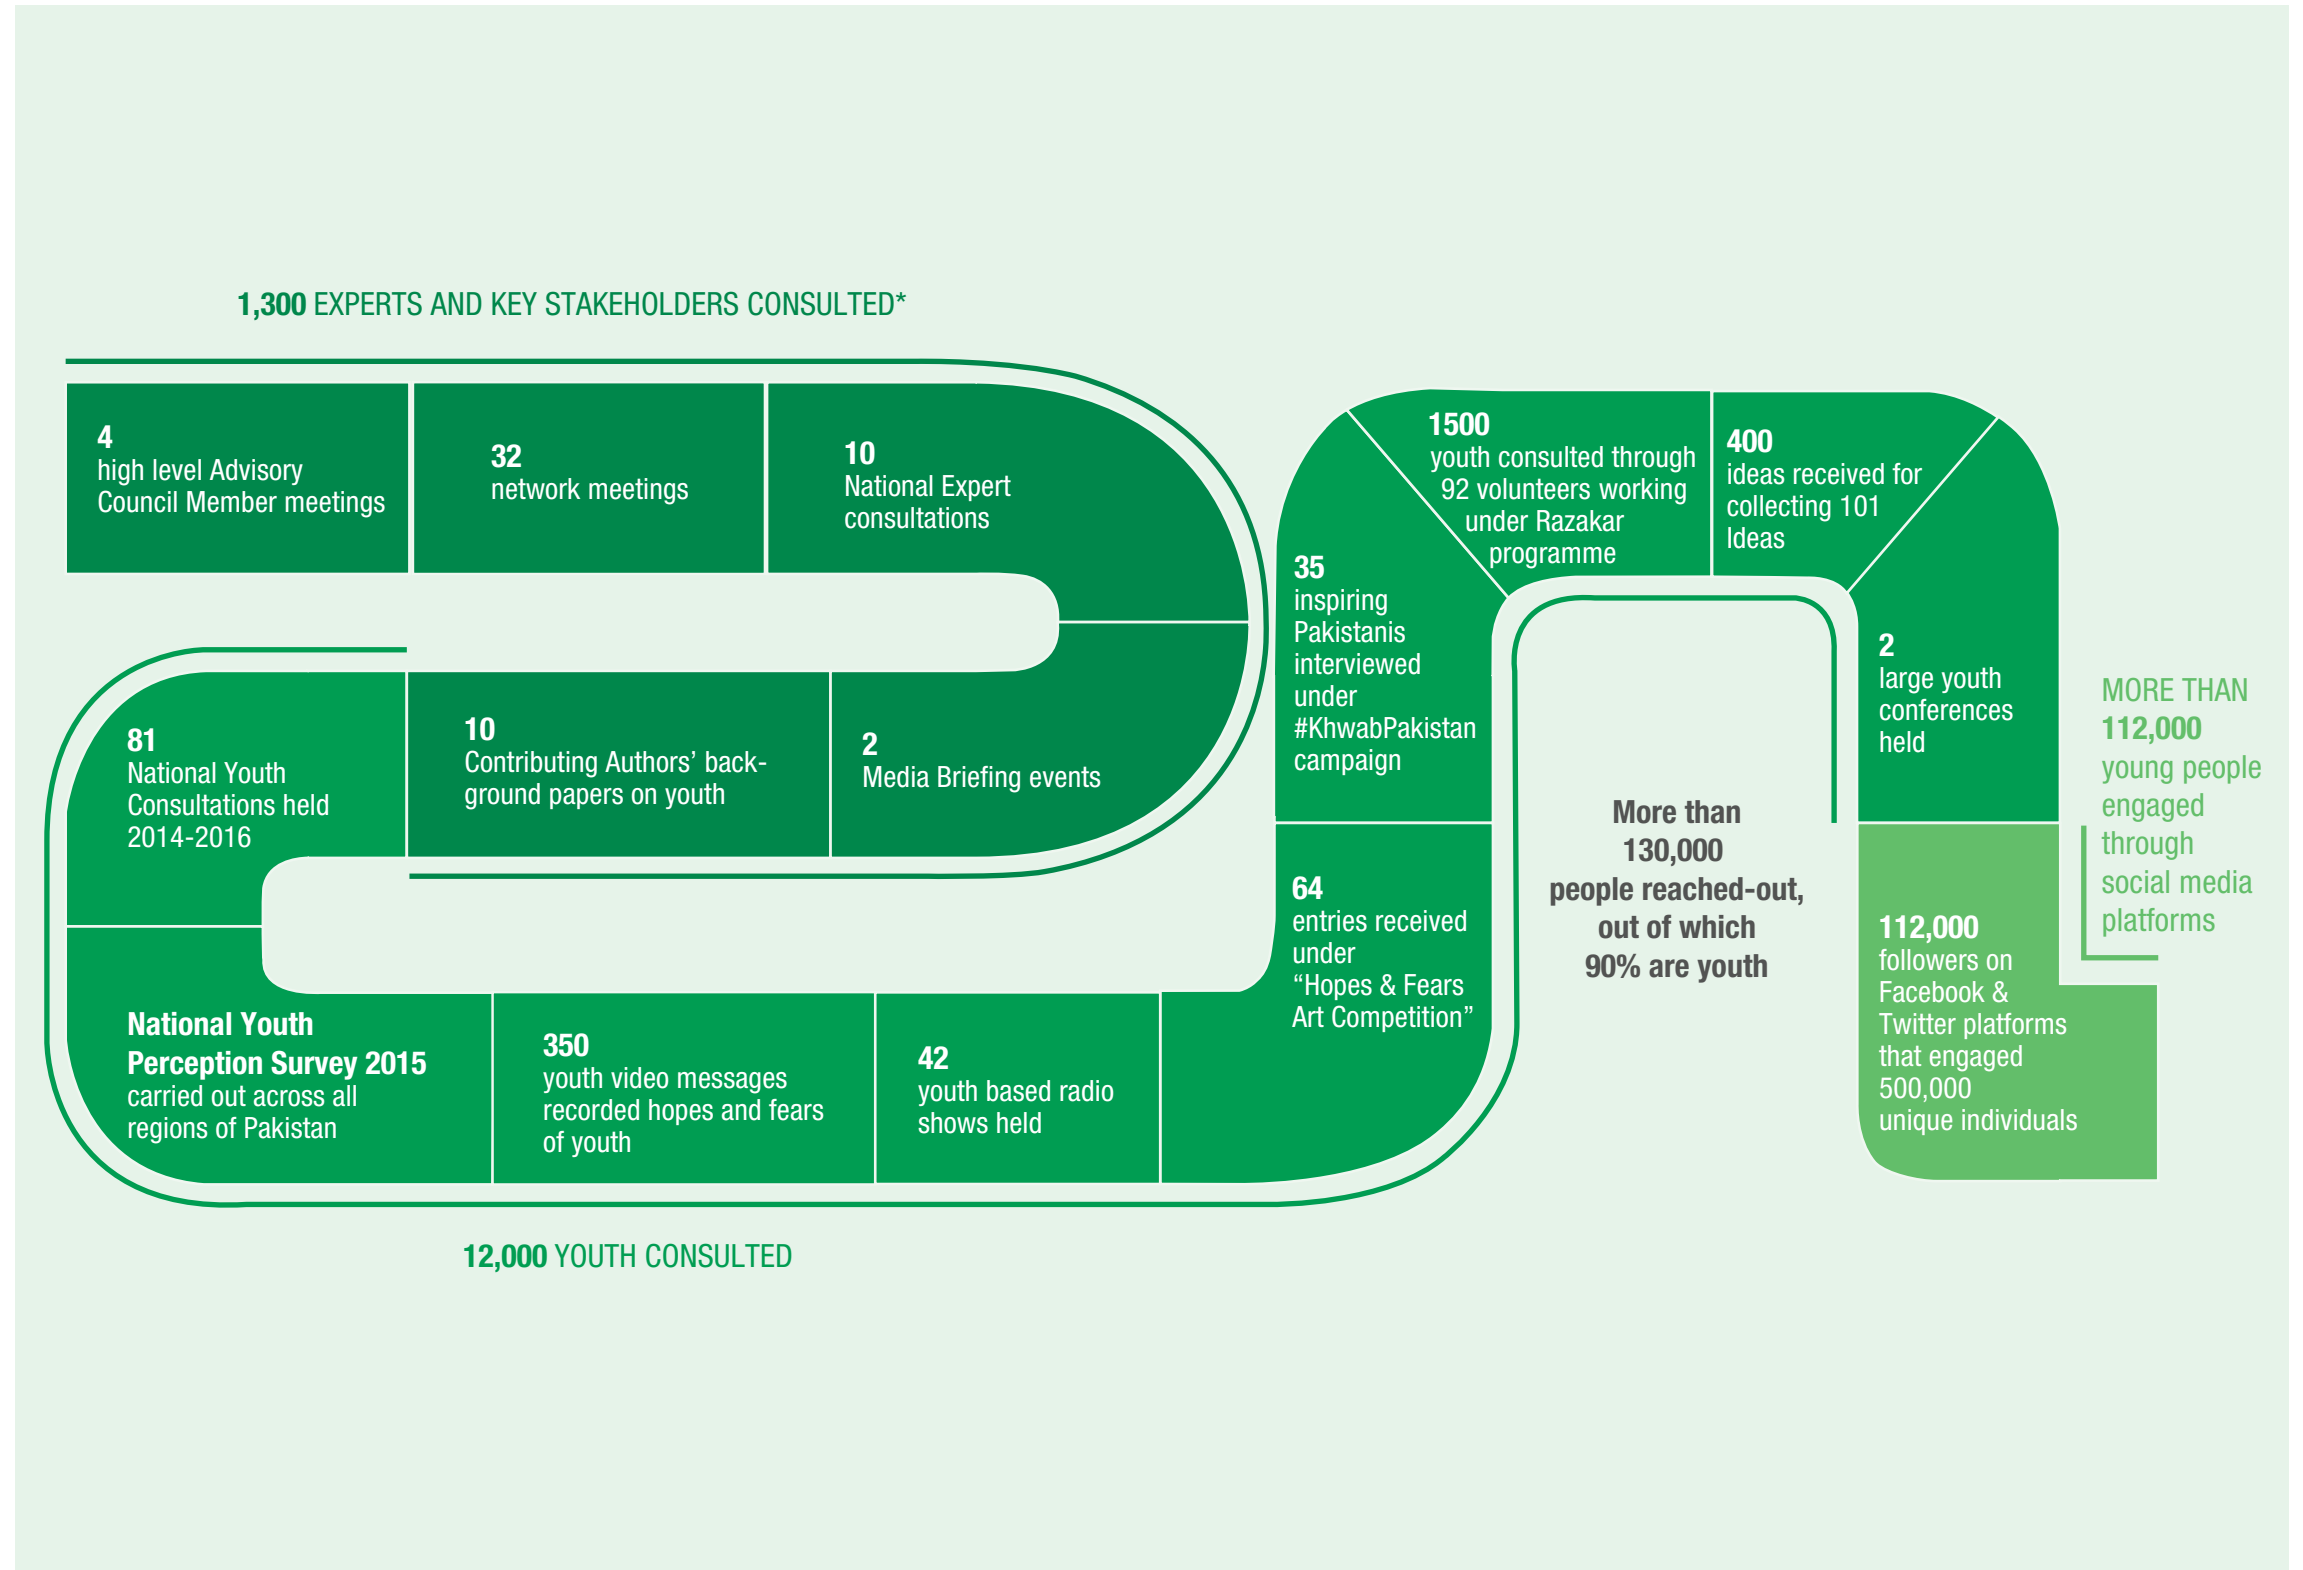 1,300 EXPERTS AND KEY STAKEHOLDERS CONSULTED*
4
high level Advisory
Council Member meetings
32
network meetings
10
National Expert
consultations
2
Media Briefing events
10
Contributing Authors’ back-
ground papers on youth
81
National Youth
Consultations held
2014-2016
National Youth
Perception Survey 2015
carried out across all
regions of Pakistan
350
youth video messages
recorded hopes and fears
of youth
42
youth based radio
shows held
64
entries received
under
“Hopes & Fears
Art Competition”
35
inspiring
Pakistanis
interviewed
under
#KhwabPakistan
campaign
1500
youth consulted through
92 volunteers working
under Razakar
programme
400
ideas received for
collecting 101
Ideas
2
large youth
conferences
held
112,000
followers on
Facebook &
Twitter platforms
that engaged
500,000
unique individuals
MORE THAN
112,000
young people
engaged
through
social media
platforms
More than
130,000
people reached-out,
out of which
90% are youth
12,000 YOUTH CONSULTED